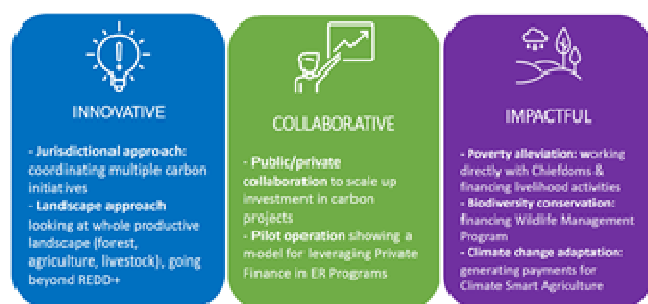 INNOVATIVE
- Jurisdictional approach:
coordinating multiple carbon
initiatives
- Landscape approach
looking at whole productive
landscape (forest,
agriculture, livestock), going
beyond REDD+
COLLABORATIVE
- Public/private
collaboration to scale up
investment in carbon
projects
- Pilot operation showing a
model for leveraging Private
Finance in ER Programs
IMPACTFUL
- Poverty alleviation: working
directly with Chiefdoms &
financing livelihood activities
- Biodiversity conservation:
financing Wildlife Management
Program
- Climate change adaptation:
generating payments for
Climate Smart Agriculture